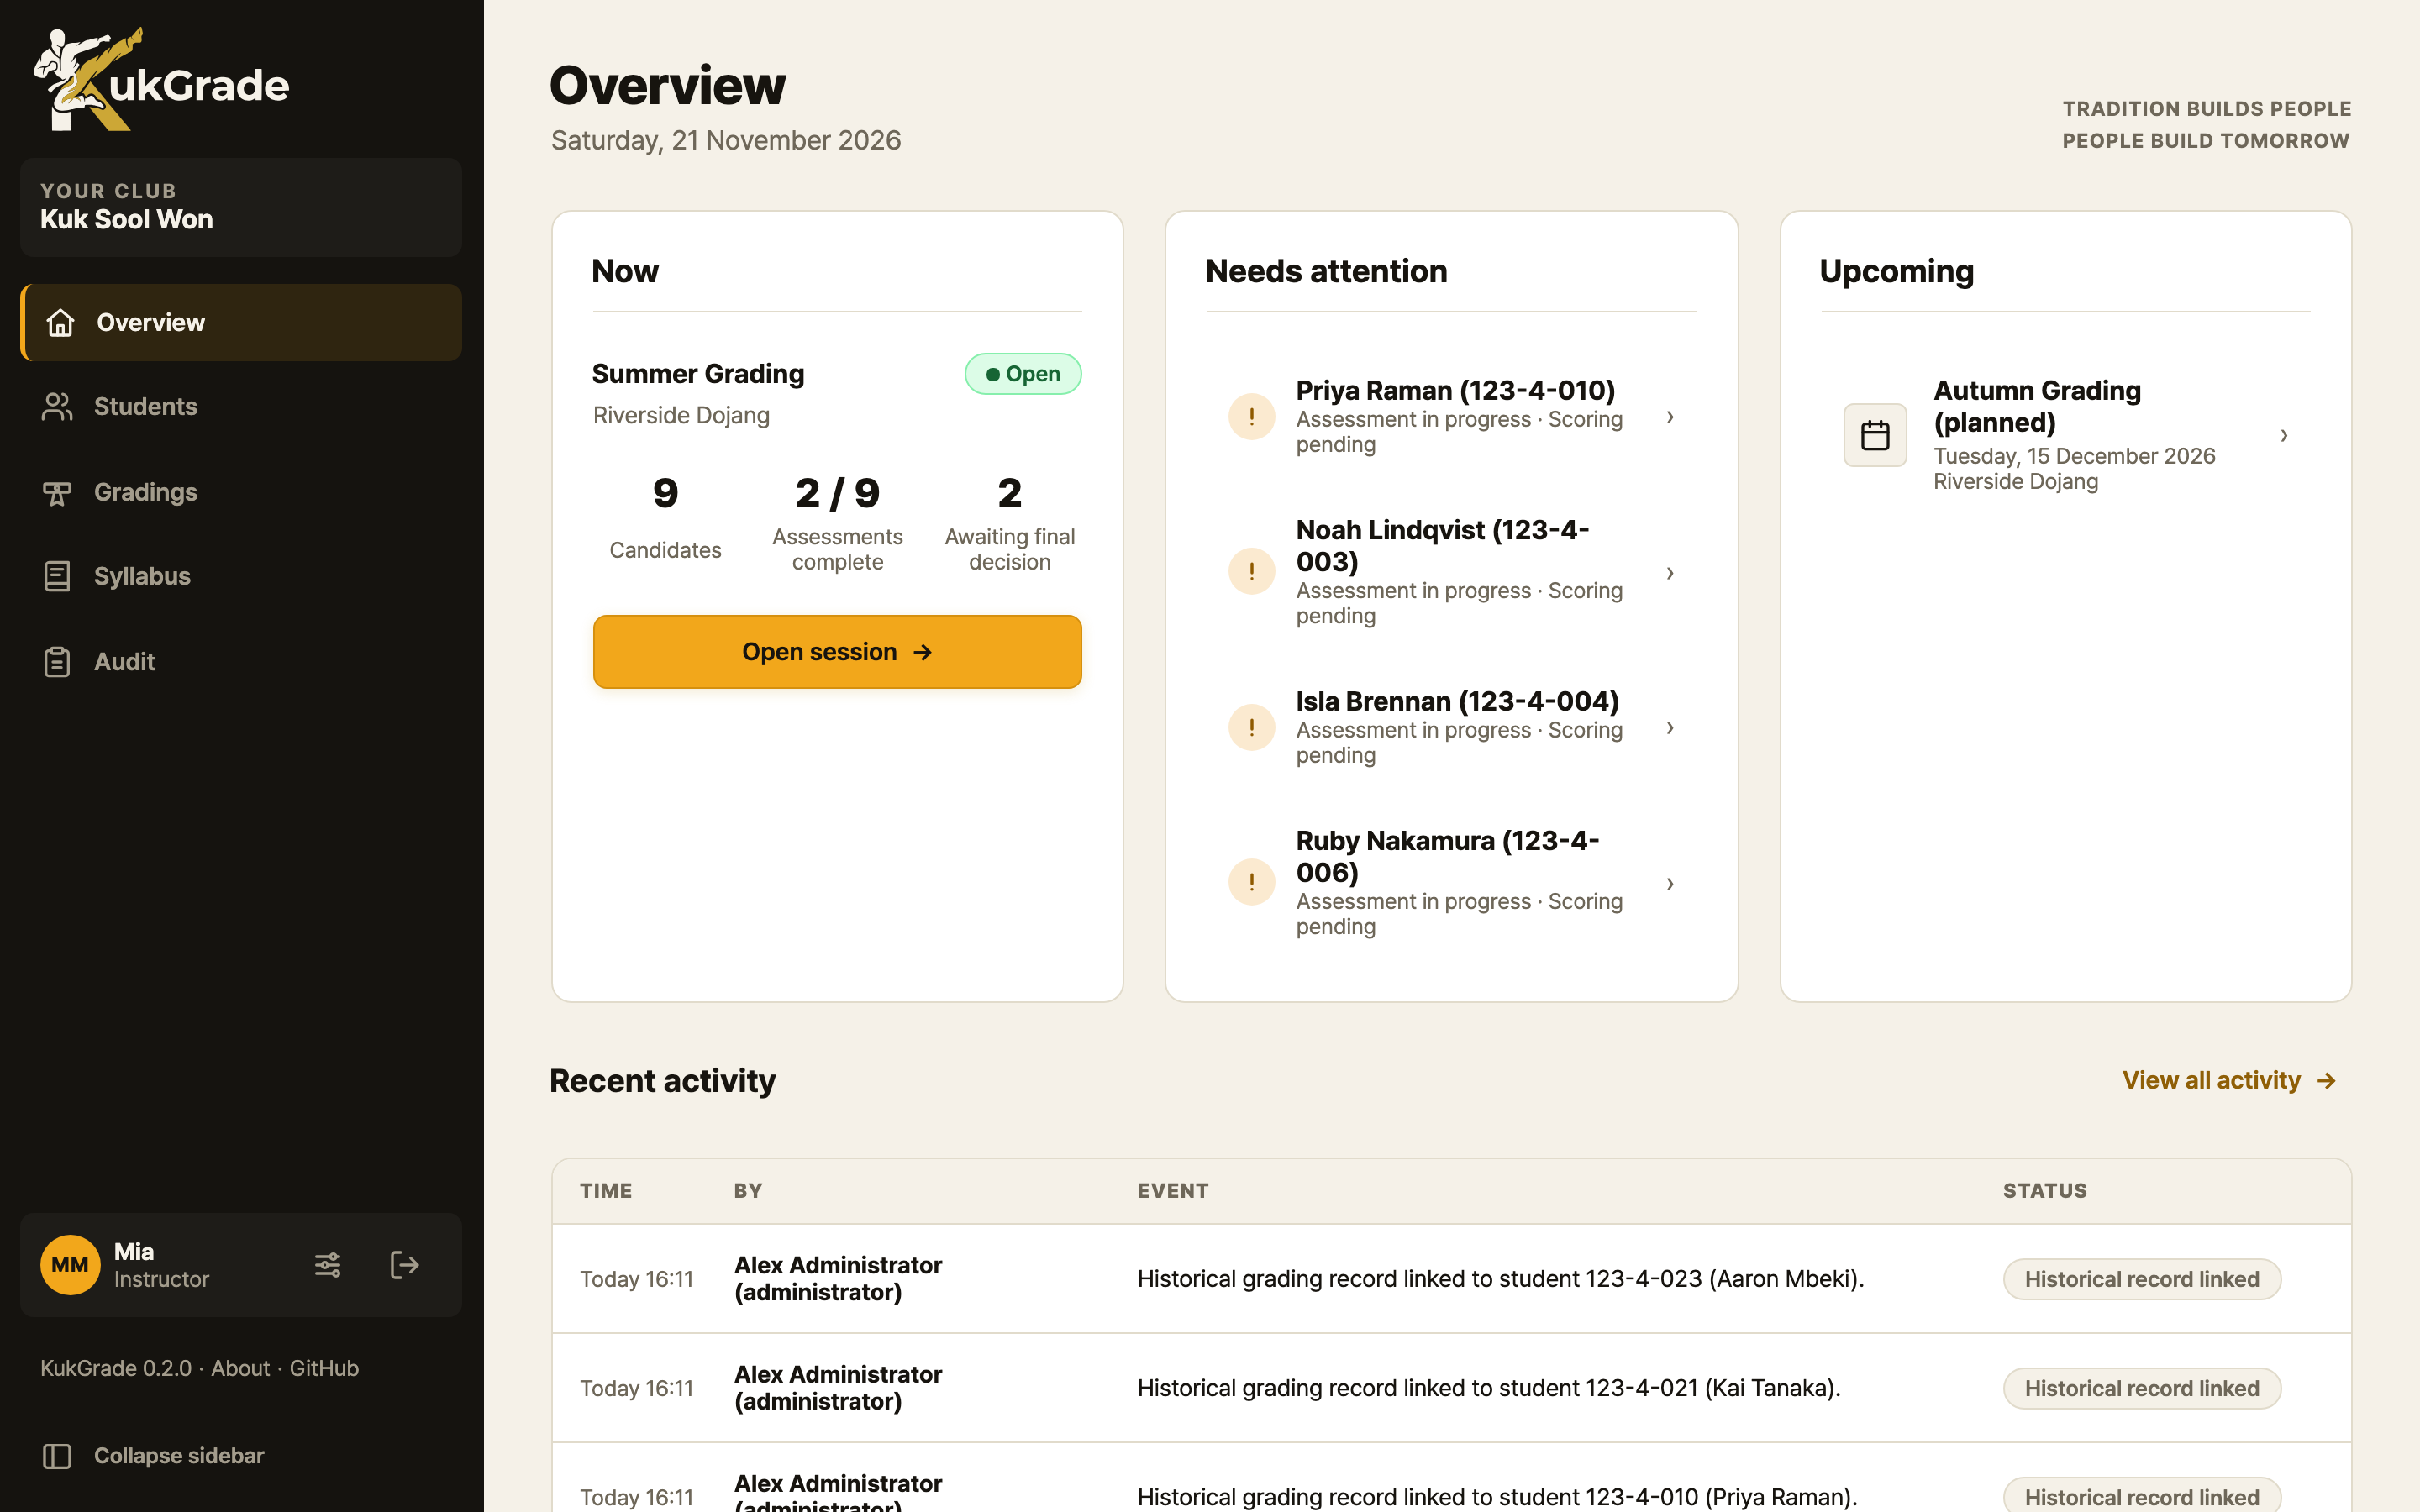 KukGrade
YOUR CLUB
Kuk Sool Won
Overview
Students
Gradings
Syllabus
Audit
MM
Mia
Instructor
KukGrade 0.2.0 · About · GitHub
Collapse sidebar
Overview
Saturday, 21 November 2026
TRADITION BUILDS PEOPLE
PEOPLE BUILD TOMORROW
Now
Summer Grading
Open
Riverside Dojang
9
Candidates
2 / 9
Assessments
complete
2
Awaiting final
decision
Open session →
Needs attention
!
Priya Raman (123-4-010)
Assessment in progress · Scoring
pending
›
!
Noah Lindqvist (123-4-
003)
Assessment in progress · Scoring
pending
›
!
Isla Brennan (123-4-004)
Assessment in progress · Scoring
pending
›
!
Ruby Nakamura (123-4-
006)
Assessment in progress · Scoring
pending
›
Upcoming
Autumn Grading
(planned)
Tuesday, 15 December 2026
Riverside Dojang
›
Recent activity
View all activity →
TIME BY EVENT STATUS
Today 16:11
Alex Administrator
(administrator)
Historical grading record linked to student 123-4-023 (Aaron Mbeki).
Historical record linked
Today 16:11
Alex Administrator
(administrator)
Historical grading record linked to student 123-4-021 (Kai Tanaka).
Historical record linked
Today 16:11
Alex Administrator
(administrator)
Historical grading record linked to student 123-4-010 (Priya Raman).
Historical record linked